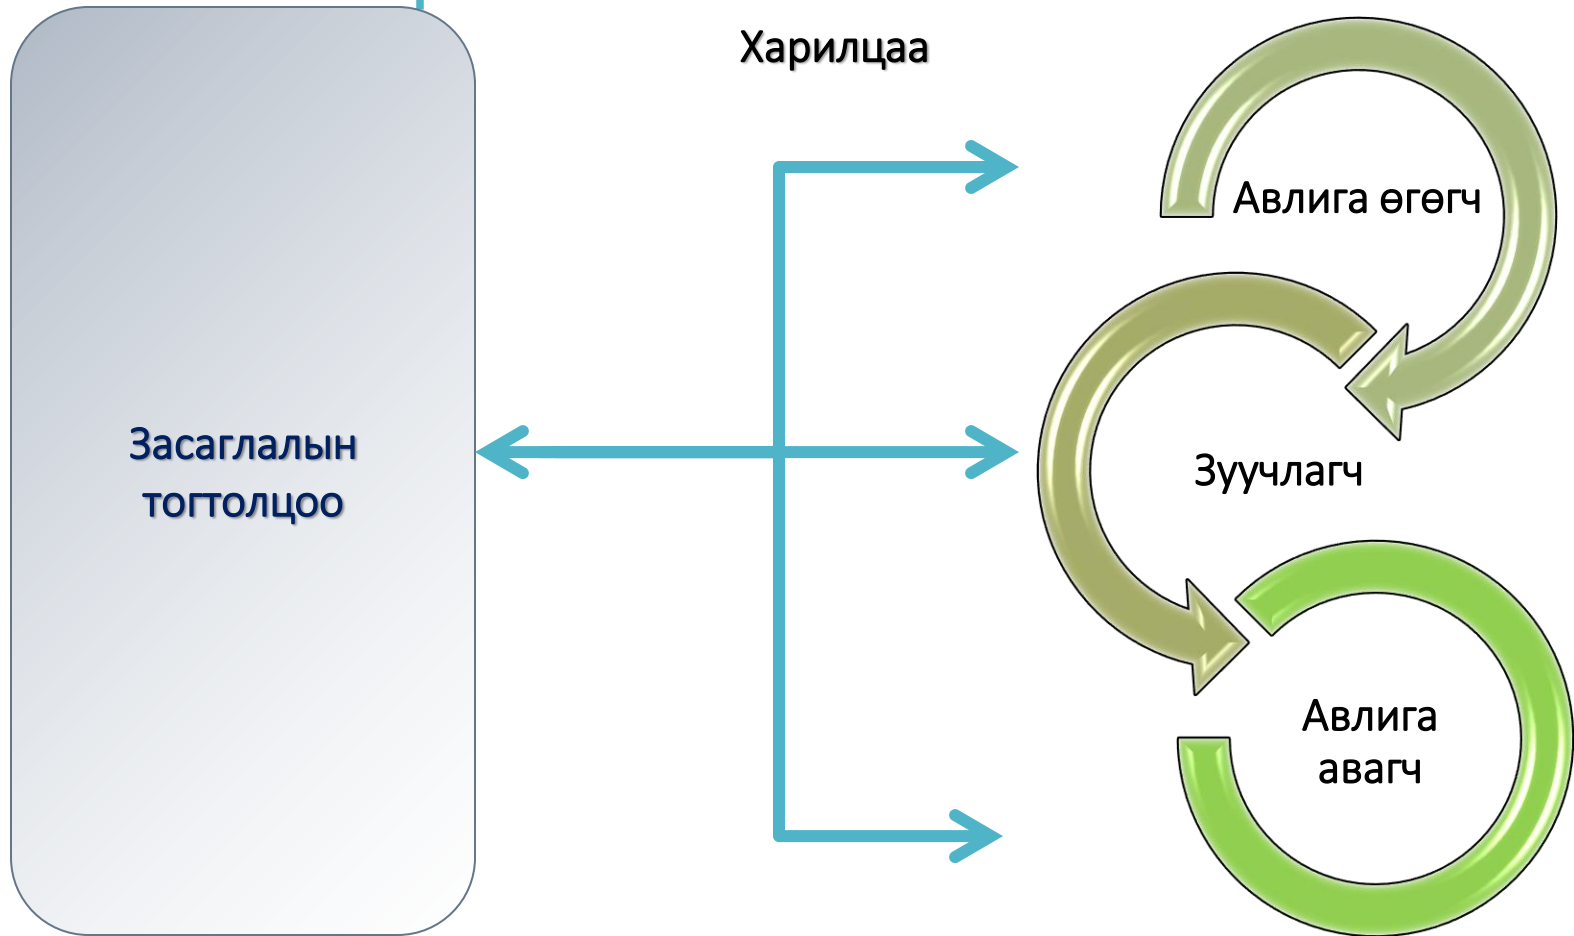 Харилцаа
Авлига өгөгч
Засаглалын
тогтолцоо
Зуучлагч
Авлига
авагч